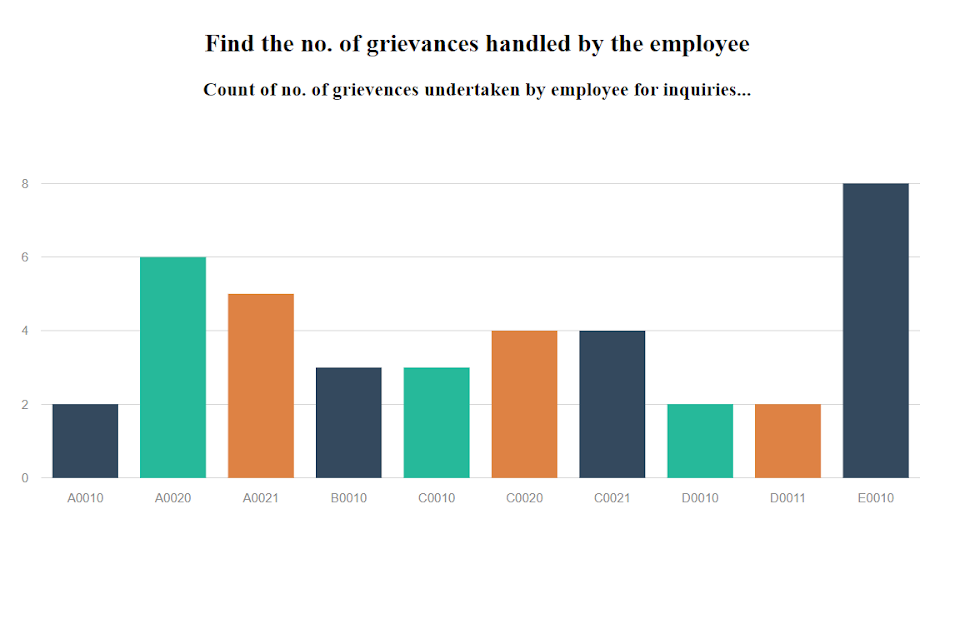 Find the no. of grievances handled by the employee
Count of no. of grievences undertaken by employee for inquiries...
8
6
4
2
0
A0010 A0020 A0021 B0010 C0010 C0020 C0021 D0010 D0011 E0010